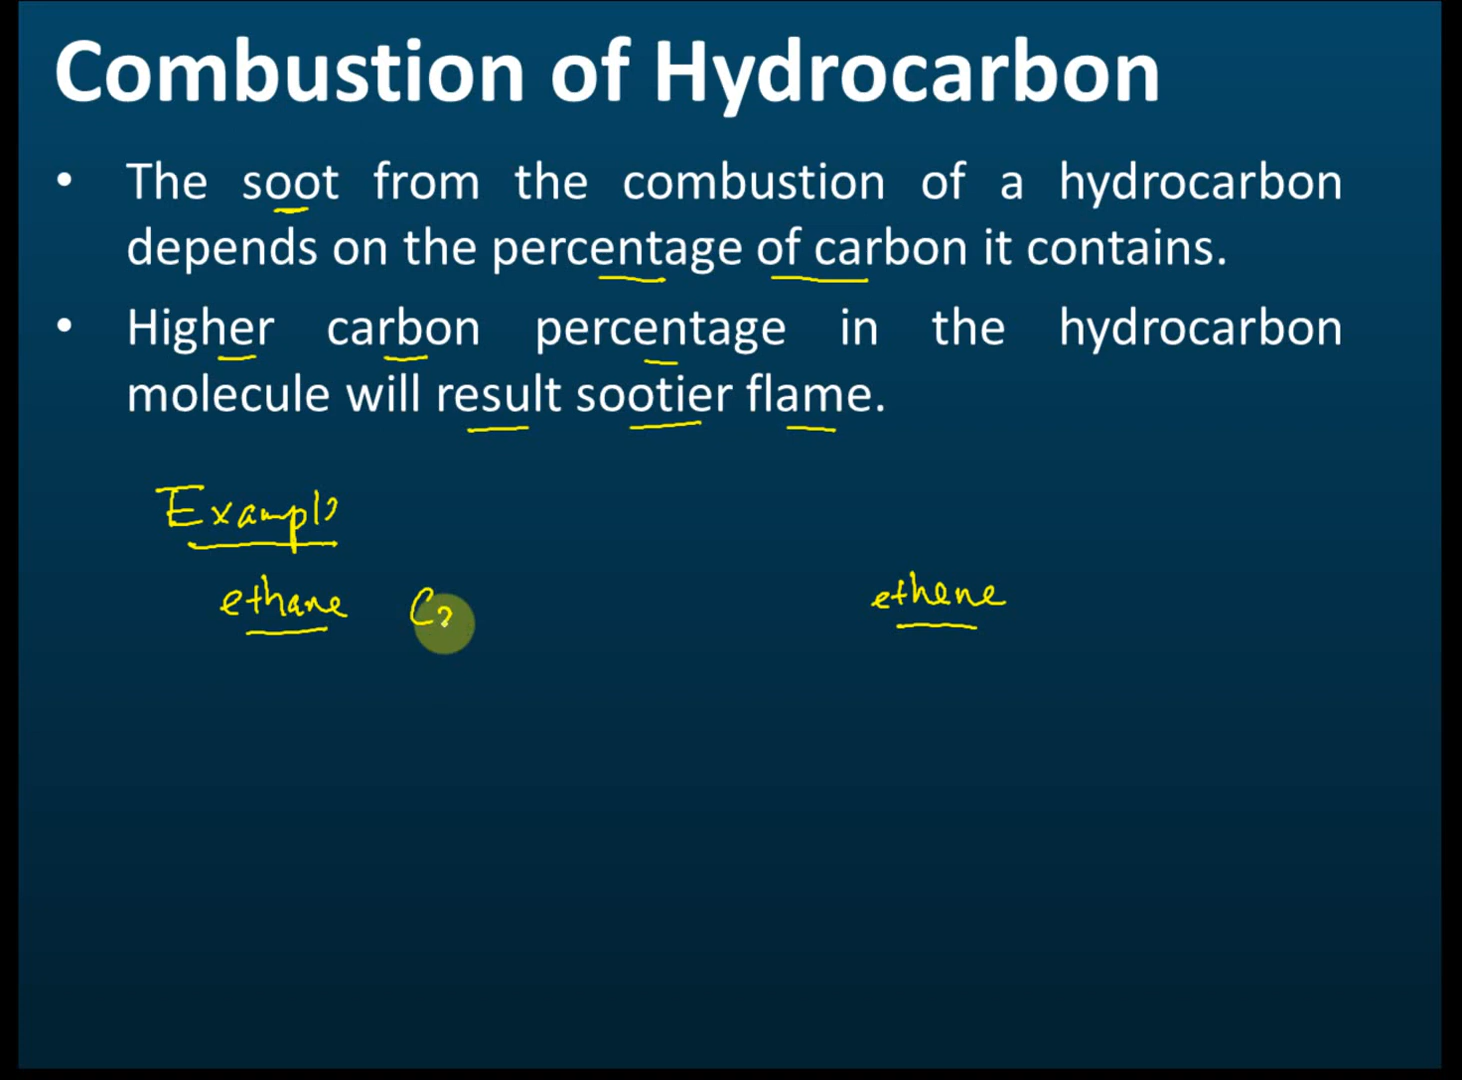 Combustion of Hydrocarbon
• The soot from the combustion of a hydrocarbon
depends on the percentage of carbon it contains.
• Higher carbon percentage in the hydrocarbon
molecule will result sootier flame.
Example
ethane C2 ethene